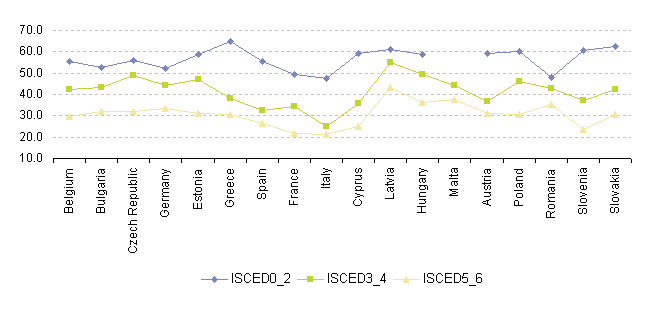 70.0
60.0
50.0
40.0
30.0
20.0
10.0
Belgium
Bulgaria
Czech Republic
Germany
Estonia
Greece
Spain
France
Italy
Cyprus
Latvia
Hungary
Malta
Austria
Poland
Romania
Slovenia
Slovakia
ISCED0_2 ISCED3_4 ISCED5_6